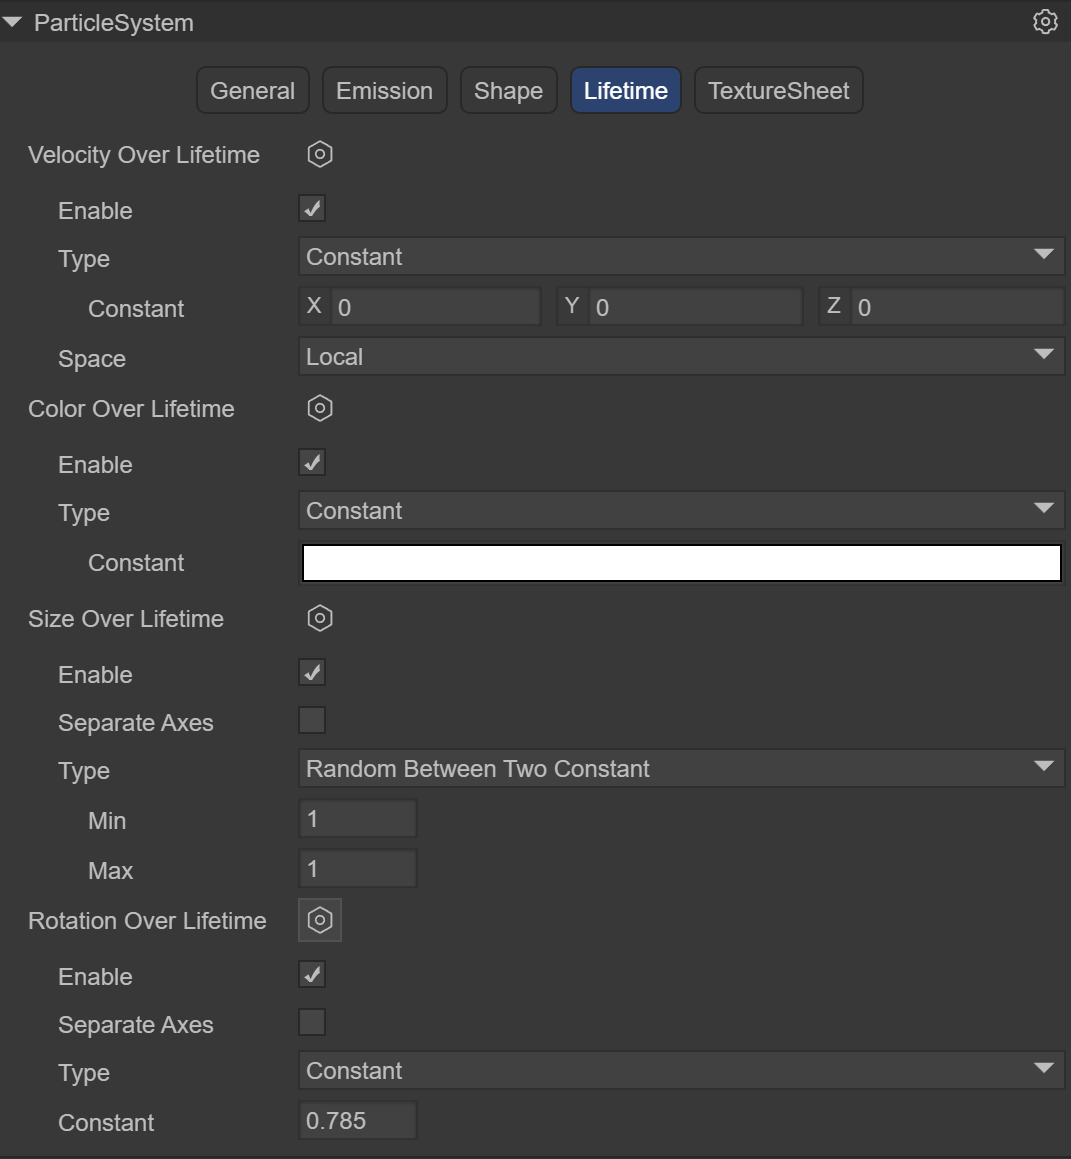 ParticleSystem
General Emission Shape Lifetime TextureSheet
Velocity Over Lifetime
Enable
Type Constant
Constant X 0 Y 0 Z 0
Space Local
Color Over Lifetime
Enable
Type Constant
Constant
Size Over Lifetime
Enable
Separate Axes
Type Random Between Two Constant
Min 1
Max 1
Rotation Over Lifetime
Enable
Separate Axes
Type Constant
Constant 0.785